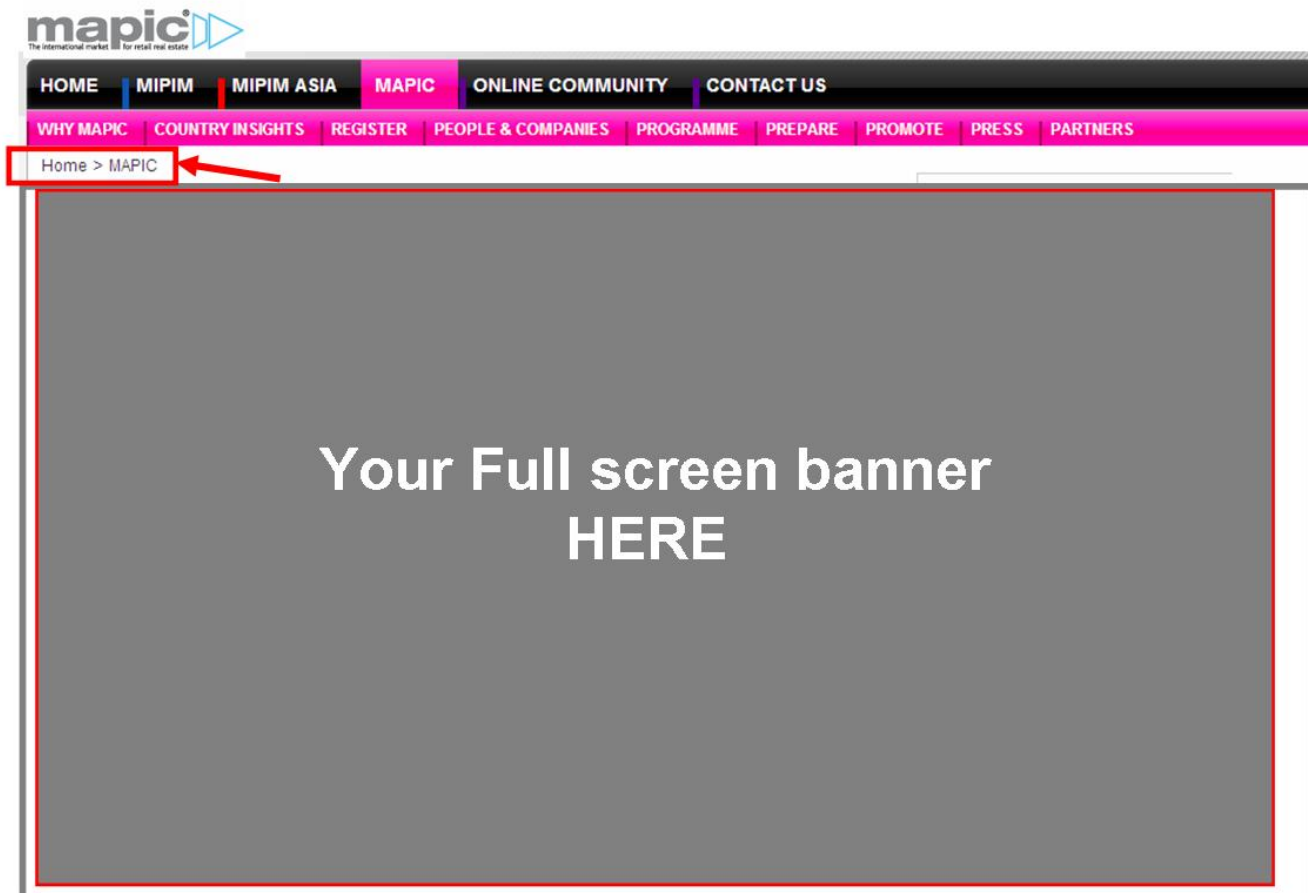 mapic
The international market for retail real estate
HOME MIPIM MIPIM ASIA MAPIC ONLINE COMMUNITY CONTACT US
WHY MAPIC COUNTRY INSIGHTS REGISTER PEOPLE & COMPANIES PROGRAMME PREPARE PROMOTE PRESS PARTNERS
Home > MAPIC
Your Full screen banner
HERE